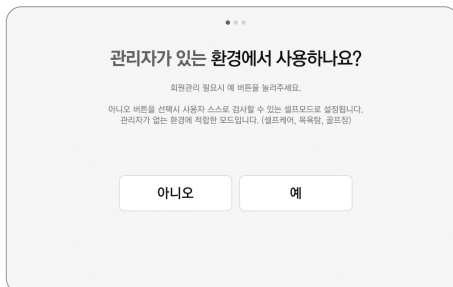 관리자가 있는 환경에서 사용하나요?
회원관리 필요시 예 버튼을 눌러주세요.
아니오 버튼을 선택시 사용자 스스로 검사할 수 있는 셀프모드로 설정됩니다.
관리자가 없는 환경에 적합한 모드입니다. (셀프케어, 목욕탕, 골프장)
아니오
예